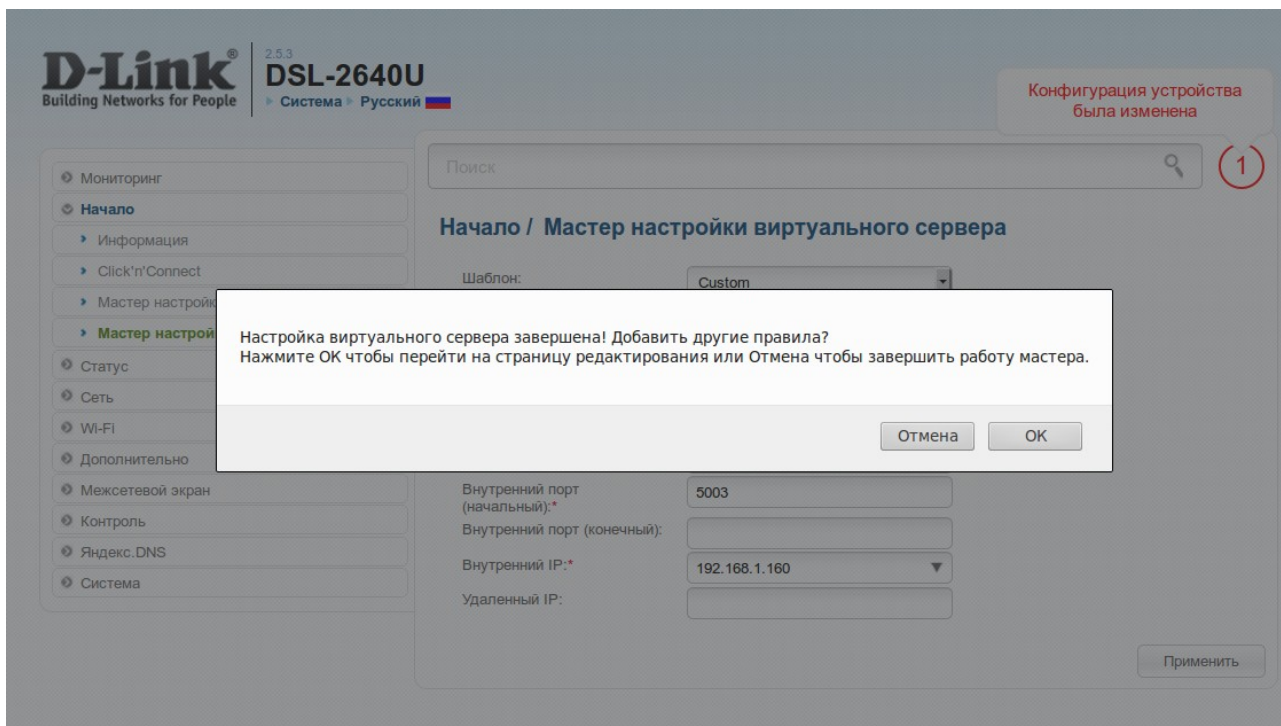 D-Link®
Building Networks for People
2.5.3
DSL-2640U
Система Русский
Конфигурация устройства
была изменена
Поиск
1
Мониторинг
Начало
Информация
Click'n'Connect
Мастер настройк
Мастер настрой
Статус
Сеть
Wi-Fi
Дополнительно
Межсетевой экран
Контроль
Яндекс.DNS
Система
Начало / Мастер настройки виртуального сервера
Шаблон:
Custom
Настройка виртуального сервера завершена! Добавить другие правила?
Нажмите ОК чтобы перейти на страницу редактирования или Отмена чтобы завершить работу мастера.
Отмена
OK
Внутренний порт
(начальный):*
5003
Внутренний порт (конечный):
Внутренний IP:*
192.168.1.160
Удаленный IP:
Применить